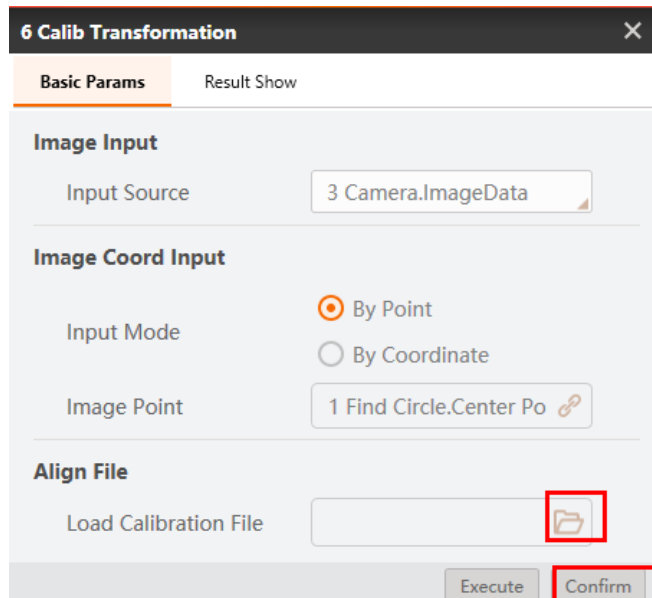 6 Calib Transformation
Basic Params Result Show
Image Input
Input Source 3 Camera.ImageData
Image Coord Input
By Point
Input Mode
By Coordinate
Image Point 1 Find Circle.Center Po
Align File
Load Calibration File
Execute Confirm